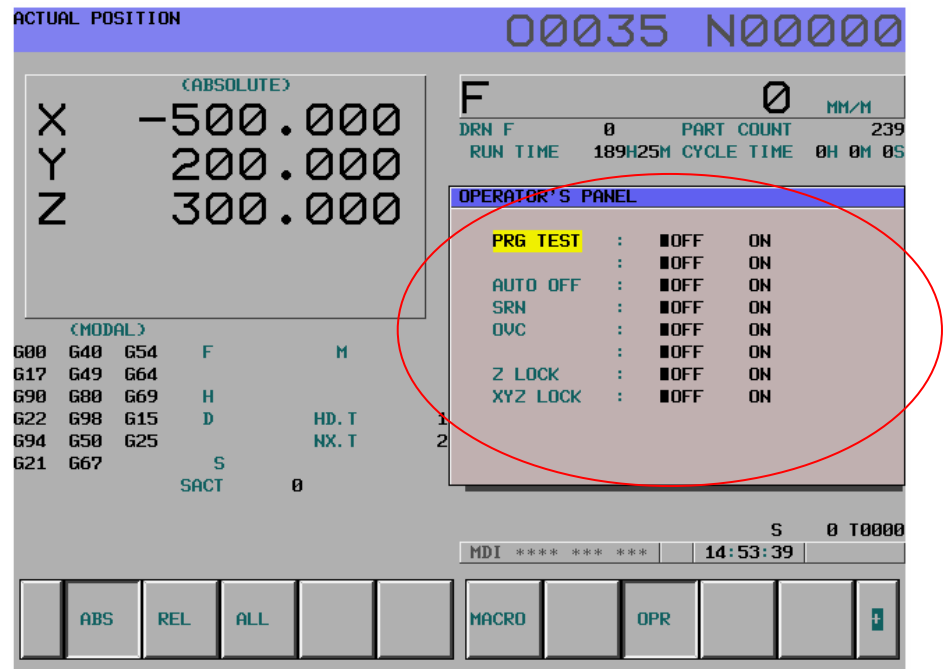 ACTUAL POSITION O0035 N00000
(ABSOLUTE)
X -500.000
Y 200.000
Z 300.000
F 0 MM/M
DRN F 0 PART COUNT 239
RUN TIME 189H25M CYCLE TIME 0H 0M 0S
OPERATOR'S PANEL
PRG TEST : ■OFF ON
: ■OFF ON
AUTO OFF : ■OFF ON
SRN : ■OFF ON
OVC : ■OFF ON
: ■OFF ON
Z LOCK : ■OFF ON
XYZ LOCK : ■OFF ON
(MODAL)
G00 G40 G54 F M
G17 G49 G64
G90 G80 G69 H
G22 G98 G15 D HD.T 1
G94 G50 G25 NX.T 2
G21 G67 S
SACT 0
S 0 T0000
MDI **** *** *** 14:53:39
ABS REL ALL MACRO OPR +